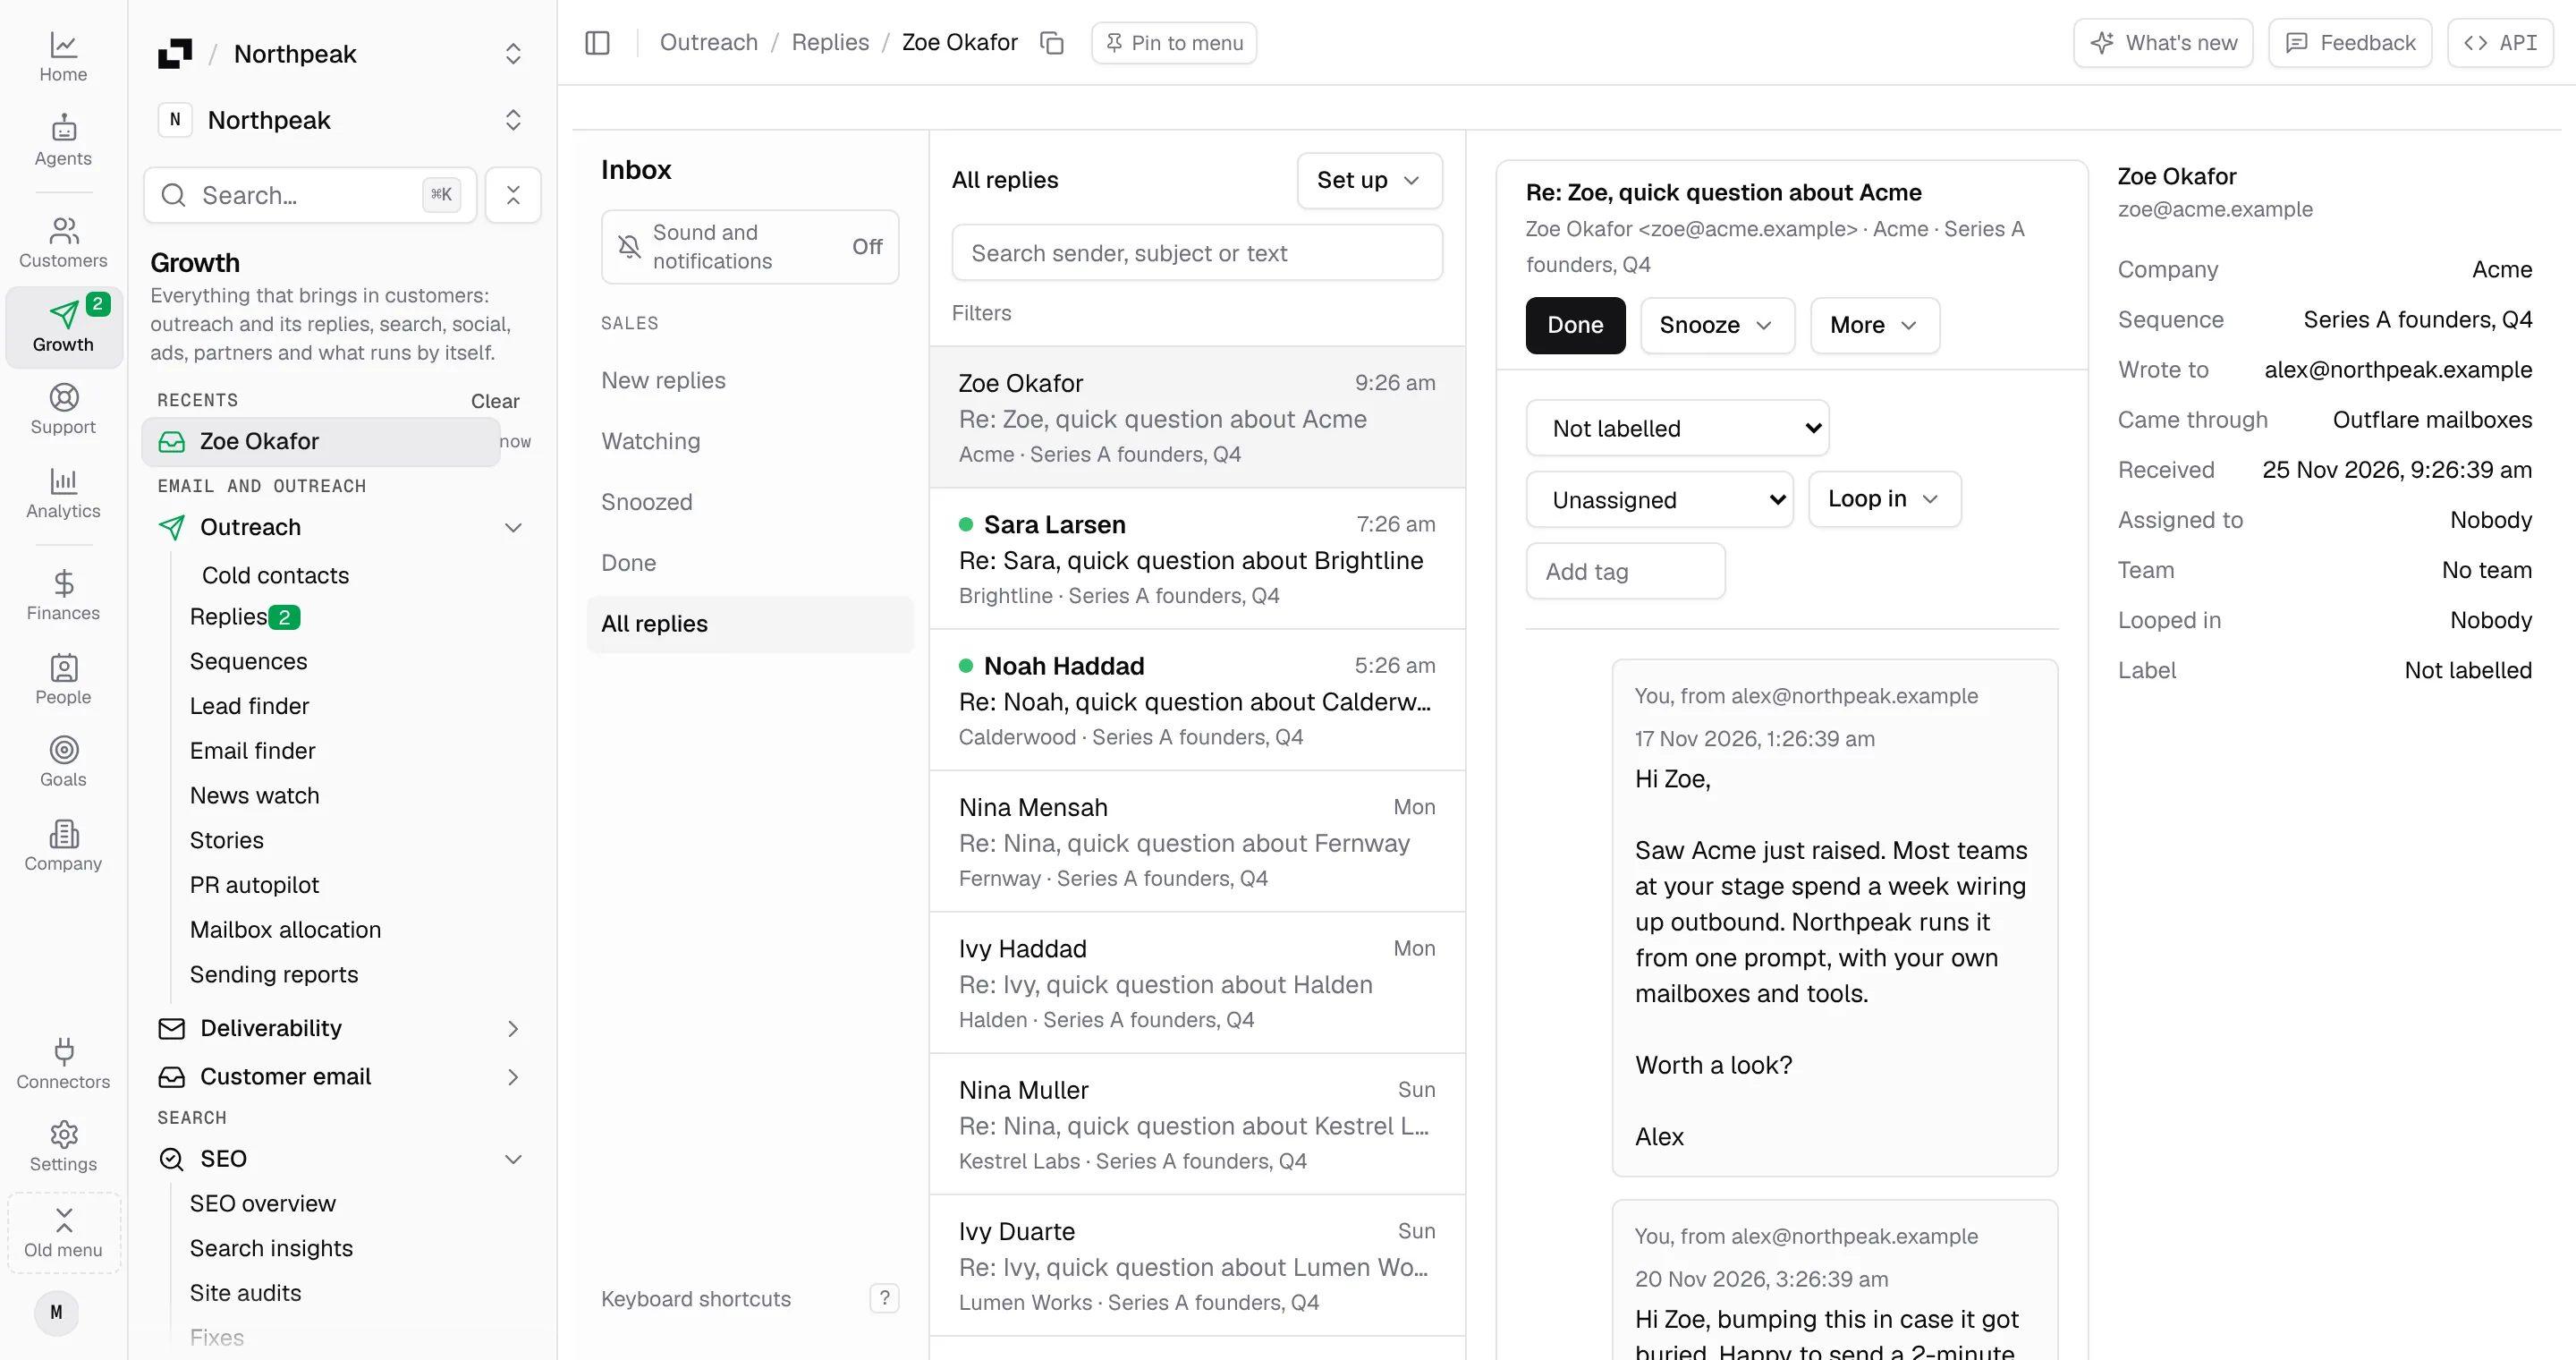 Home
Agents
Customers
2
Growth
Support
Analytics
Finances
People
Goals
Company
Connectors
Settings
Old menu
M
/ Northpeak
N Northpeak
Search... ⌘K
Growth
Everything that brings in customers:
outreach and its replies, search, social,
ads, partners and what runs by itself.
RECENTS Clear
Zoe Okafor now
EMAIL AND OUTREACH
Outreach
Cold contacts
Replies 2
Sequences
Lead finder
Email finder
News watch
Stories
PR autopilot
Mailbox allocation
Sending reports
Deliverability
Customer email
SEARCH
SEO
SEO overview
Search insights
Site audits
Fixes
Outreach / Replies / Zoe Okafor
Pin to menu
What's new
Feedback
API
Inbox
Sound and
notifications
Off
SALES
New replies
Watching
Snoozed
Done
All replies
Keyboard shortcuts ?
All replies
Set up
Search sender, subject or text
Filters
Zoe Okafor 9:26 am
Re: Zoe, quick question about Acme
Acme · Series A founders, Q4
Sara Larsen 7:26 am
Re: Sara, quick question about Brightline
Brightline · Series A founders, Q4
Noah Haddad 5:26 am
Re: Noah, quick question about Calderw...
Calderwood · Series A founders, Q4
Nina Mensah Mon
Re: Nina, quick question about Fernway
Fernway · Series A founders, Q4
Ivy Haddad Mon
Re: Ivy, quick question about Halden
Halden · Series A founders, Q4
Nina Muller Sun
Re: Nina, quick question about Kestrel L...
Kestrel Labs · Series A founders, Q4
Ivy Duarte Sun
Re: Ivy, quick question about Lumen Wo...
Lumen Works · Series A founders, Q4
Re: Zoe, quick question about Acme
Zoe Okafor <zoe@acme.example> · Acme · Series A
founders, Q4
Done
Snooze
More
Not labelled
Unassigned
Loop in
Add tag
You, from alex@northpeak.example
17 Nov 2026, 1:26:39 am
Hi Zoe,
Saw Acme just raised. Most teams
at your stage spend a week wiring
up outbound. Northpeak runs it
from one prompt, with your own
mailboxes and tools.
Worth a look?
Alex
You, from alex@northpeak.example
20 Nov 2026, 3:26:39 am
Hi Zoe, bumping this in case it got
buried. Happy to send a 2-minute
Zoe Okafor
zoe@acme.example
Company Acme
Sequence Series A founders, Q4
Wrote to alex@northpeak.example
Came through Outflare mailboxes
Received 25 Nov 2026, 9:26:39 am
Assigned to Nobody
Team No team
Looped in Nobody
Label Not labelled